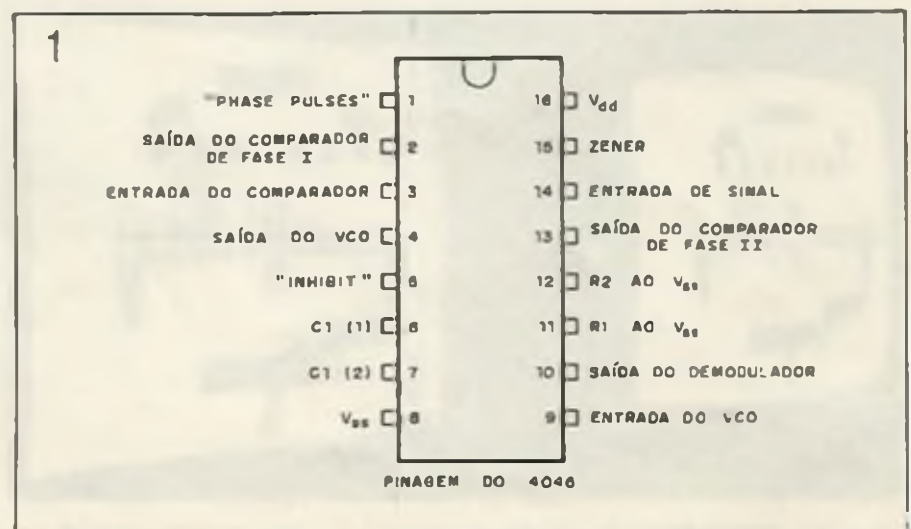 1
"PHASE PULSES" 1
SAÍDA DO COMPARADOR
DE FASE I 2
ENTRADA DO COMPARADOR 3
SAÍDA DO VCO 4
"INHIBIT" 5
C1 (1) 6
C1 (2) 7
Vss 8
16 Vdd
15 ZENER
14 ENTRADA DE SINAL
13 SAÍDA DO COMPARADOR
DE FASE II
12 R2 AO Vss
11 R1 AO Vss
10 SAÍDA DO DEMODULADOR
9 ENTRADA DO VCO
PINAGEM DO 4046